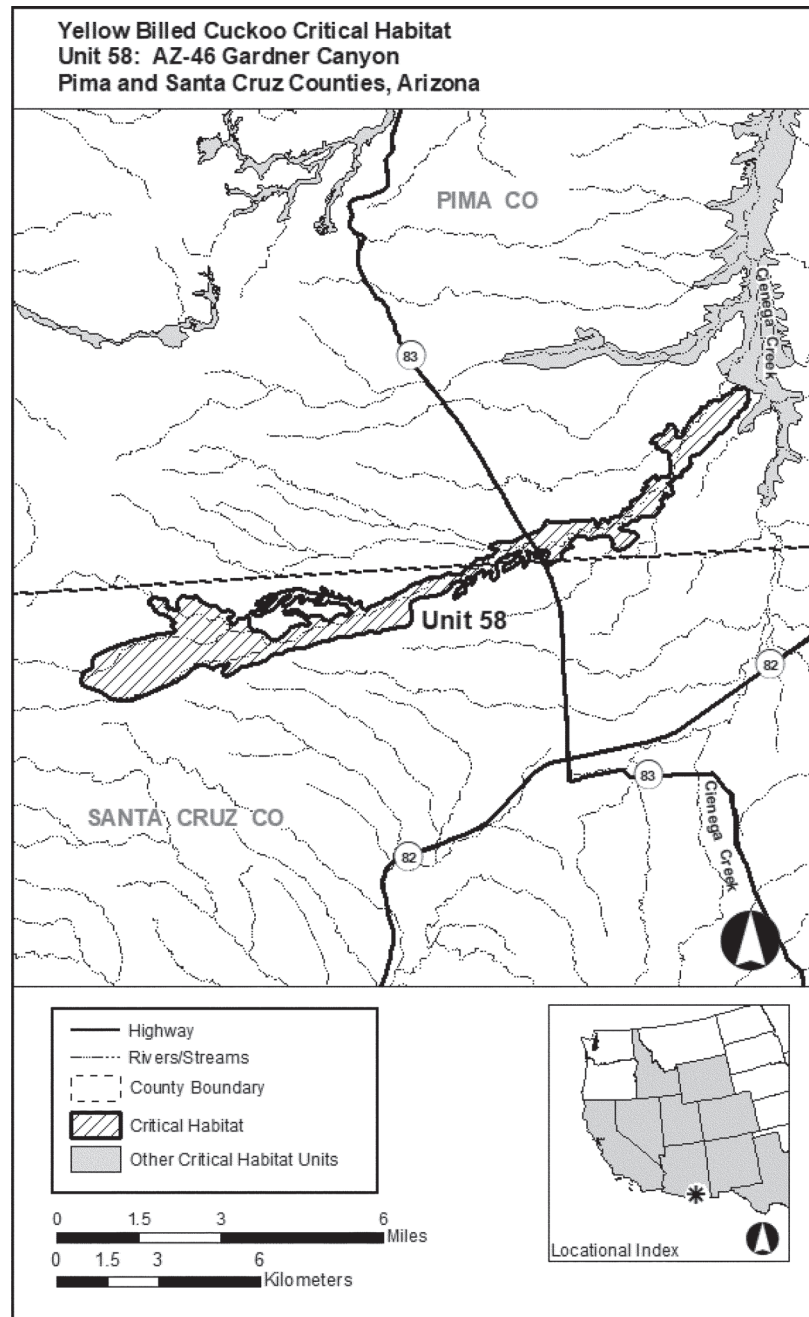 Yellow Billed Cuckoo Critical Habitat
Unit 58: AZ-46 Gardner Canyon
Pima and Santa Cruz Counties, Arizona
PIMA CO
Cienega Creek
83
Unit 58
82
83
SANTA CRUZ CO
82
Cienega Creek
Highway
Rivers/Streams
County Boundary
Critical Habitat
Other Critical Habitat Units
0 1.5 3 6
Miles
0 1.5 3 6
Kilometers
Locational Index